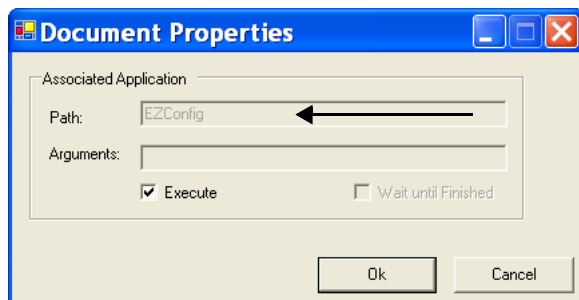 Document Properties
Associated Application
Path: EZConfig
Arguments:
Execute Wait until Finished
Ok Cancel